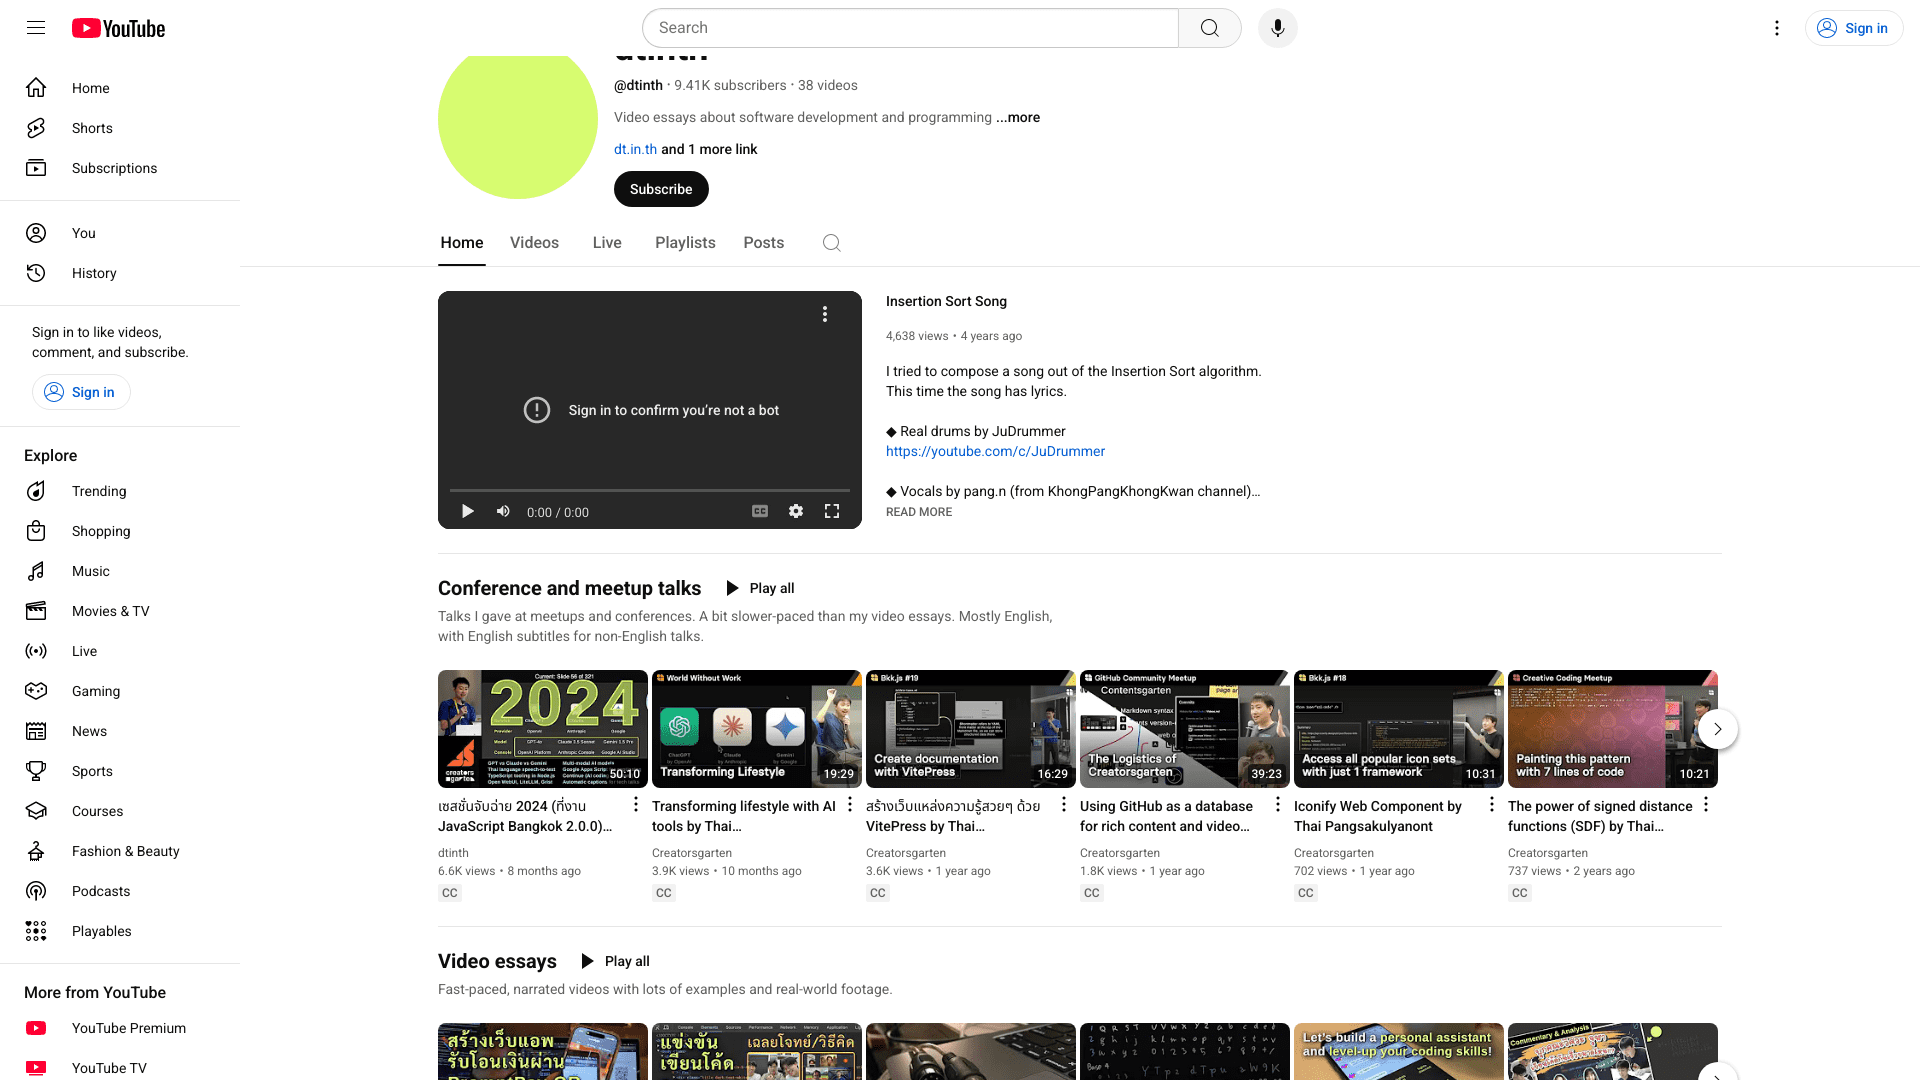 YouTube
Search
Sign in
Home
Shorts
Subscriptions
You
History
Sign in to like videos,
comment, and subscribe.
Sign in
Explore
Trending
Shopping
Music
Movies & TV
Live
Gaming
News
Sports
Courses
Fashion & Beauty
Podcasts
Playables
More from YouTube
YouTube Premium
YouTube TV
dtinth
@dtinth · 9.41K subscribers · 38 videos
Video essays about software development and programming ...more
dt.in.th and 1 more link
Subscribe
Home Videos Live Playlists Posts
Sign in to confirm you’re not a bot
0:00 / 0:00
CC
Insertion Sort Song
4,638 views • 4 years ago
I tried to compose a song out of the Insertion Sort algorithm.
This time the song has lyrics.
◆ Real drums by JuDrummer
https://youtube.com/c/JuDrummer
◆ Vocals by pang.n (from KhongPangKhongKwan channel)...
READ MORE
Conference and meetup talks Play all
Talks I gave at meetups and conferences. A bit slower-paced than my video essays. Mostly English,
with English subtitles for non-English talks.
Current: Slide 56 of 321
2024
50:10
เซสชั่นจับฉ่าย 2024 (ที่งาน
JavaScript Bangkok 2.0.0)...
dtinth
6.6K views • 8 months ago
CC
World Without Work
Transforming Lifestyle
19:29
Transforming lifestyle with AI
tools by Thai...
Creatorsgarten
3.9K views • 10 months ago
CC
Bkk.js #19
Create documentation
with VitePress
16:29
สร้างเว็บแหล่งความรู้สวยๆ ด้วย
VitePress by Thai...
Creatorsgarten
3.6K views • 1 year ago
CC
GitHub Community Meetup
Contentsgarten
The Logistics of
Creatorsgarten
39:23
Using GitHub as a database
for rich content and video...
Creatorsgarten
1.8K views • 1 year ago
CC
Bkk.js #18
Access all popular icon sets
with just 1 framework
10:31
Iconify Web Component by
Thai Pangsakulyanont
Creatorsgarten
702 views • 1 year ago
CC
Creative Coding Meetup
Painting this pattern
with 7 lines of code
10:21
The power of signed distance
functions (SDF) by Thai...
Creatorsgarten
737 views • 2 years ago
CC
Video essays Play all
Fast-paced, narrated videos with lots of examples and real-world footage.
สร้างเว็บแอพ
รับโอนเงินผ่าน
PromptPay QR
แข่งขัน
เขียนโค้ด
เฉลยโจทย์/วิธีคิด
Let's build a personal assistant
and level-up your coding skills!
Commentary & Analysis